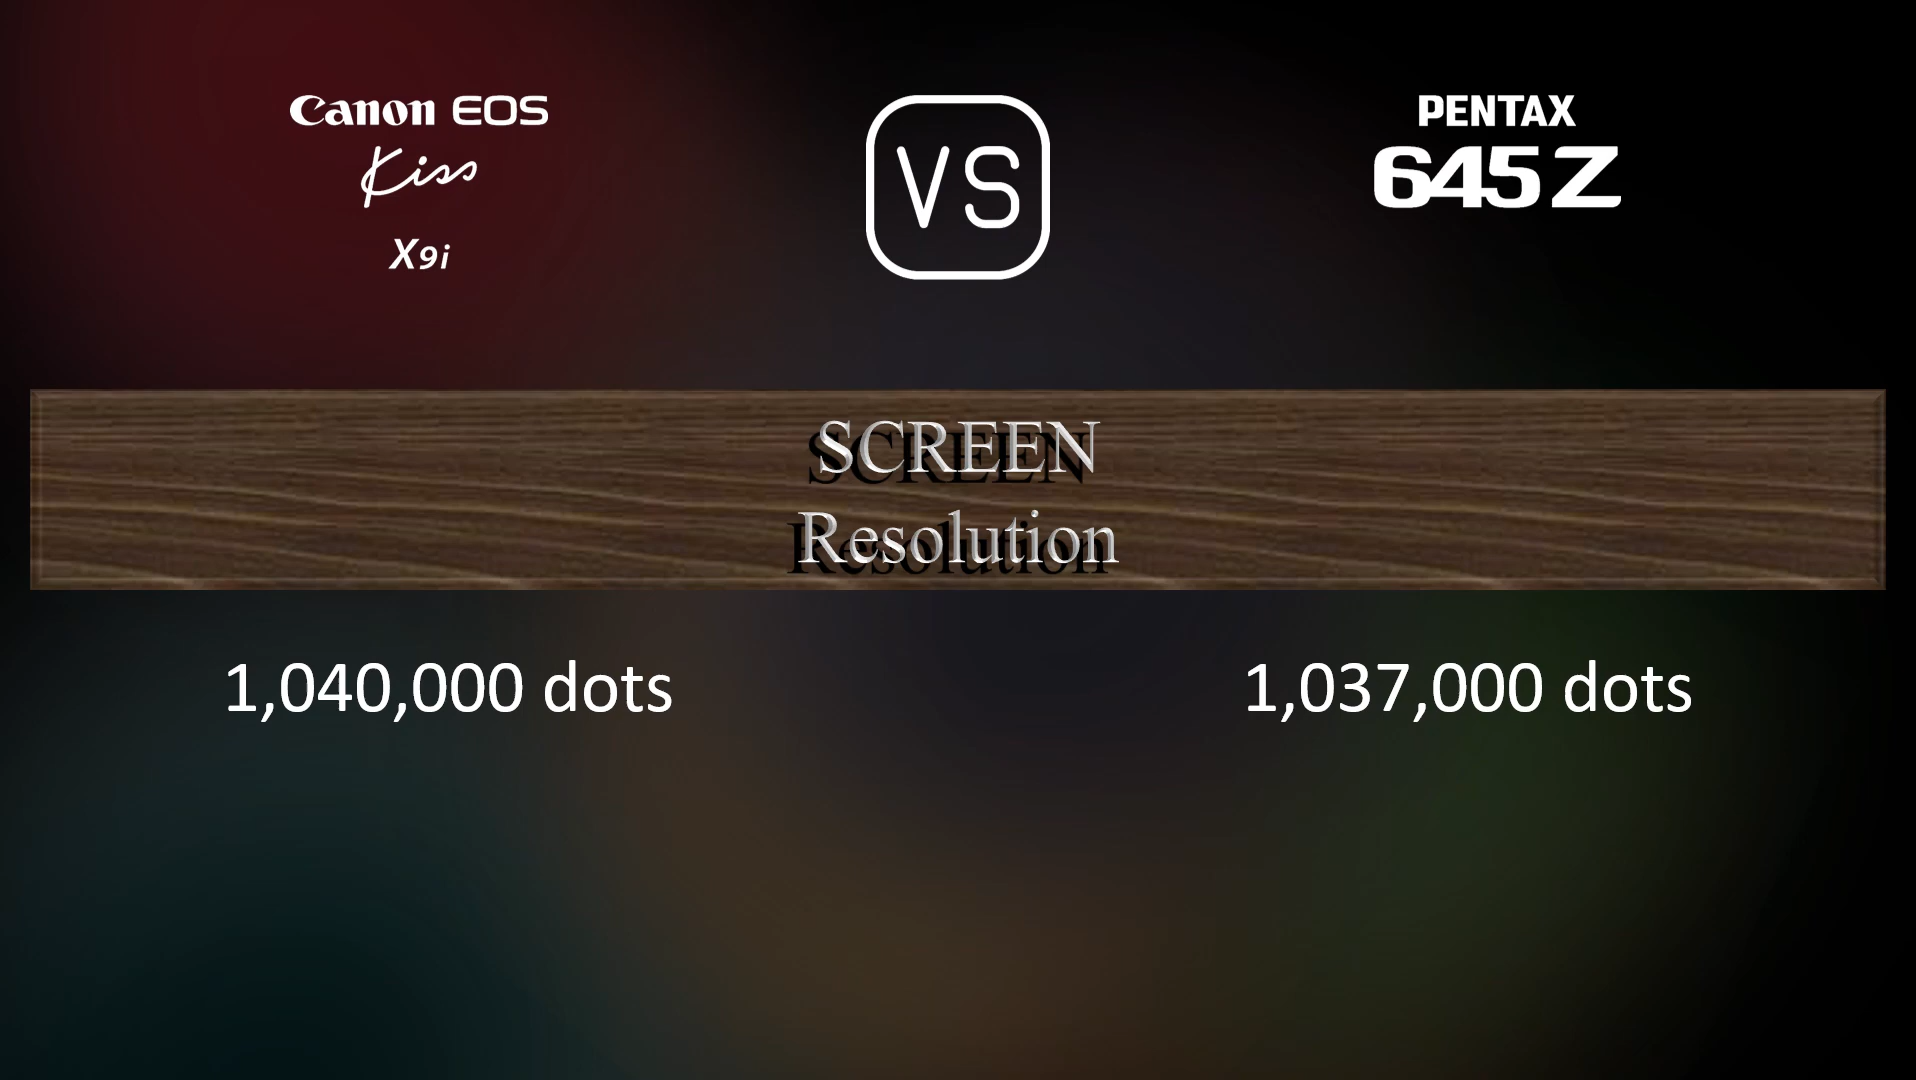 Canon EOS
Kiss
X9i
VS
PENTAX
645Z
SCREEN
Resolution
1,040,000 dots
1,037,000 dots